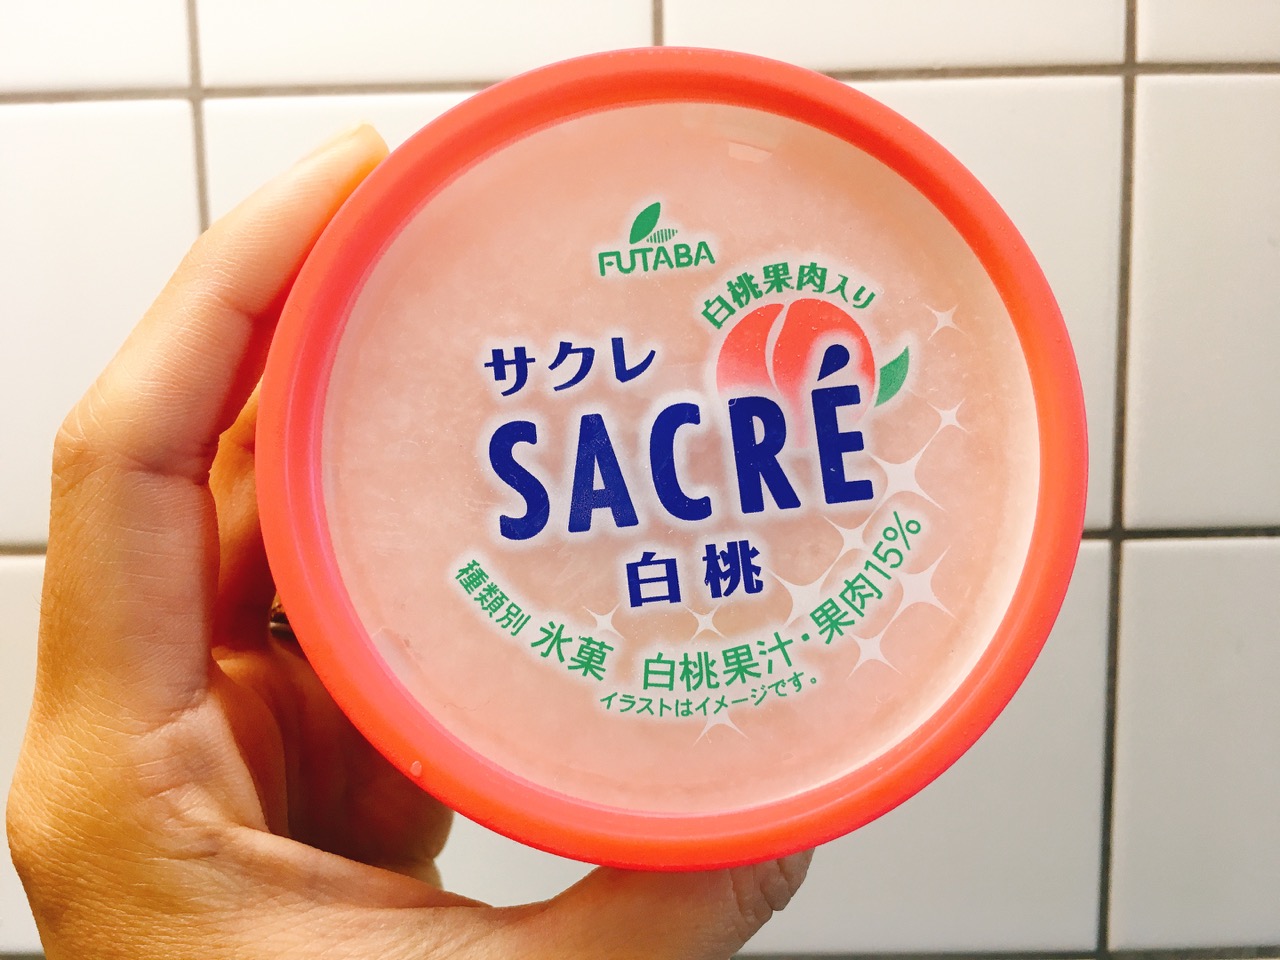 FUTABA
白桃果肉入り
サクレ
SACRÉ
白桃
種類別 氷菓 白桃果汁・果肉15%
イラストはイメージです。